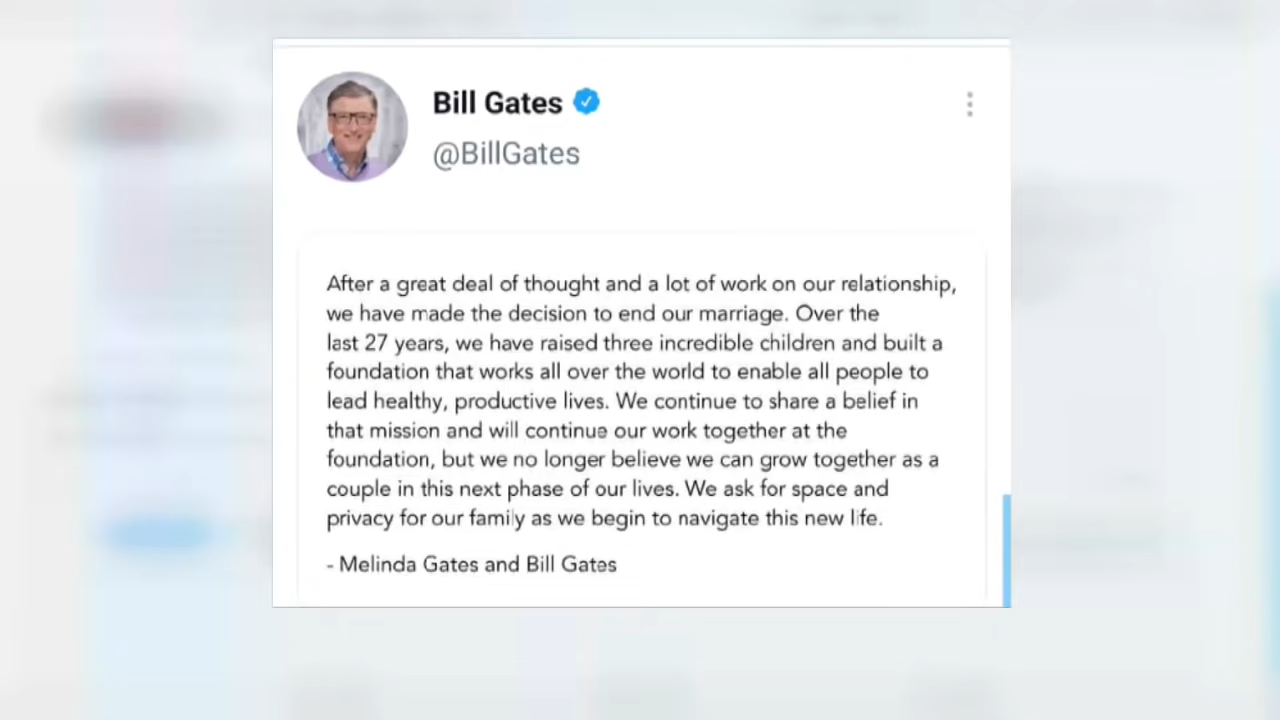 Bill Gates
@BillGates
After a great deal of thought and a lot of work on our relationship,
we have made the decision to end our marriage. Over the
last 27 years, we have raised three incredible children and built a
foundation that works all over the world to enable all people to
lead healthy, productive lives. We continue to share a belief in
that mission and will continue our work together at the
foundation, but we no longer believe we can grow together as a
couple in this next phase of our lives. We ask for space and
privacy for our family as we begin to navigate this new life.
- Melinda Gates and Bill Gates